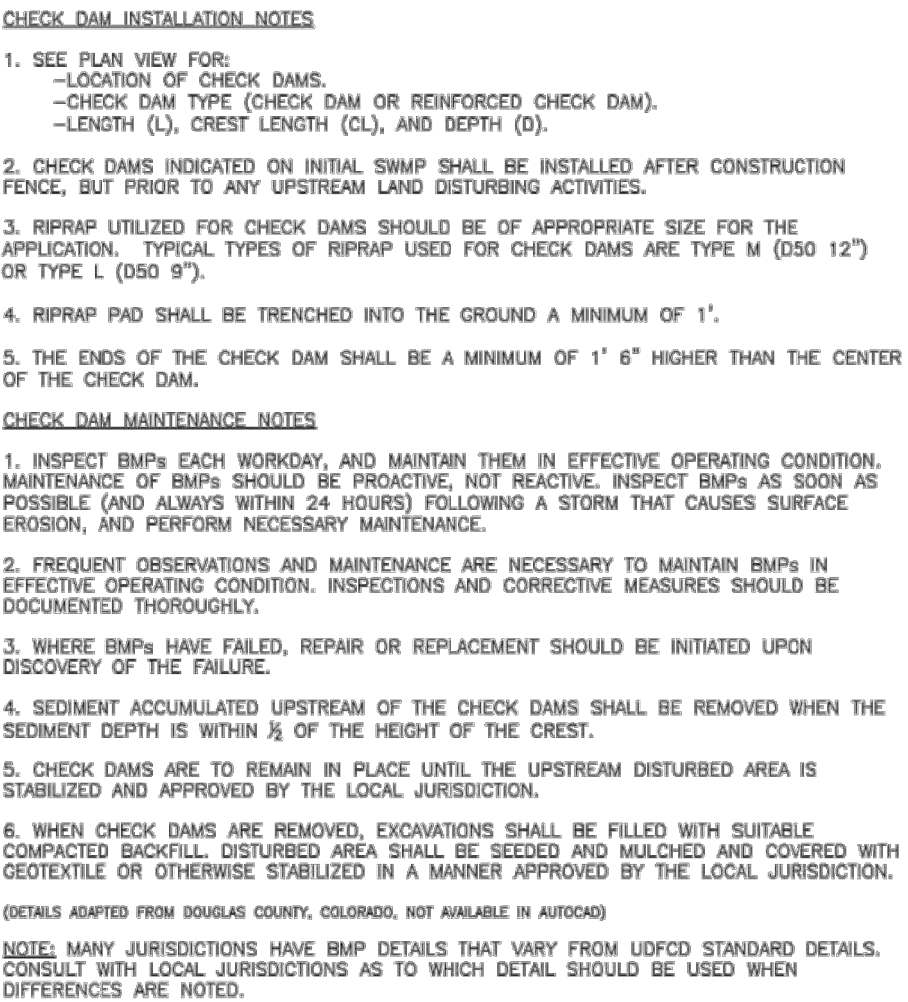 CHECK DAM INSTALLATION NOTES
1. SEE PLAN VIEW FOR:
-LOCATION OF CHECK DAMS.
-CHECK DAM TYPE (CHECK DAM OR REINFORCED CHECK DAM).
-LENGTH (L), CREST LENGTH (CL), AND DEPTH (D).
2. CHECK DAMS INDICATED ON INITIAL SWMP SHALL BE INSTALLED AFTER CONSTRUCTION
FENCE, BUT PRIOR TO ANY UPSTREAM LAND DISTURBING ACTIVITIES.
3. RIPRAP UTILIZED FOR CHECK DAMS SHOULD BE OF APPROPRIATE SIZE FOR THE
APPLICATION. TYPICAL TYPES OF RIPRAP USED FOR CHECK DAMS ARE TYPE M (D50 12")
OR TYPE L (D50 9").
4. RIPRAP PAD SHALL BE TRENCHED INTO THE GROUND A MINIMUM OF 1'.
5. THE ENDS OF THE CHECK DAM SHALL BE A MINIMUM OF 1' 6" HIGHER THAN THE CENTER
OF THE CHECK DAM.
CHECK DAM MAINTENANCE NOTES
1. INSPECT BMPs EACH WORKDAY, AND MAINTAIN THEM IN EFFECTIVE OPERATING CONDITION.
MAINTENANCE OF BMPs SHOULD BE PROACTIVE, NOT REACTIVE. INSPECT BMPs AS SOON AS
POSSIBLE (AND ALWAYS WITHIN 24 HOURS) FOLLOWING A STORM THAT CAUSES SURFACE
EROSION, AND PERFORM NECESSARY MAINTENANCE.
2. FREQUENT OBSERVATIONS AND MAINTENANCE ARE NECESSARY TO MAINTAIN BMPs IN
EFFECTIVE OPERATING CONDITION. INSPECTIONS AND CORRECTIVE MEASURES SHOULD BE
DOCUMENTED THOROUGHLY.
3. WHERE BMPs HAVE FAILED, REPAIR OR REPLACEMENT SHOULD BE INITIATED UPON
DISCOVERY OF THE FAILURE.
4. SEDIMENT ACCUMULATED UPSTREAM OF THE CHECK DAMS SHALL BE REMOVED WHEN THE
SEDIMENT DEPTH IS WITHIN ½ OF THE HEIGHT OF THE CREST.
5. CHECK DAMS ARE TO REMAIN IN PLACE UNTIL THE UPSTREAM DISTURBED AREA IS
STABILIZED AND APPROVED BY THE LOCAL JURISDICTION.
6. WHEN CHECK DAMS ARE REMOVED, EXCAVATIONS SHALL BE FILLED WITH SUITABLE
COMPACTED BACKFILL. DISTURBED AREA SHALL BE SEEDED AND MULCHED AND COVERED WITH
GEOTEXTILE OR OTHERWISE STABILIZED IN A MANNER APPROVED BY THE LOCAL JURISDICTION.
(DETAILS ADAPTED FROM DOUGLAS COUNTY, COLORADO, NOT AVAILABLE IN AUTOCAD)
NOTE: MANY JURISDICTIONS HAVE BMP DETAILS THAT VARY FROM UDFCD STANDARD DETAILS.
CONSULT WITH LOCAL JURISDICTIONS AS TO WHICH DETAIL SHOULD BE USED WHEN
DIFFERENCES ARE NOTED.